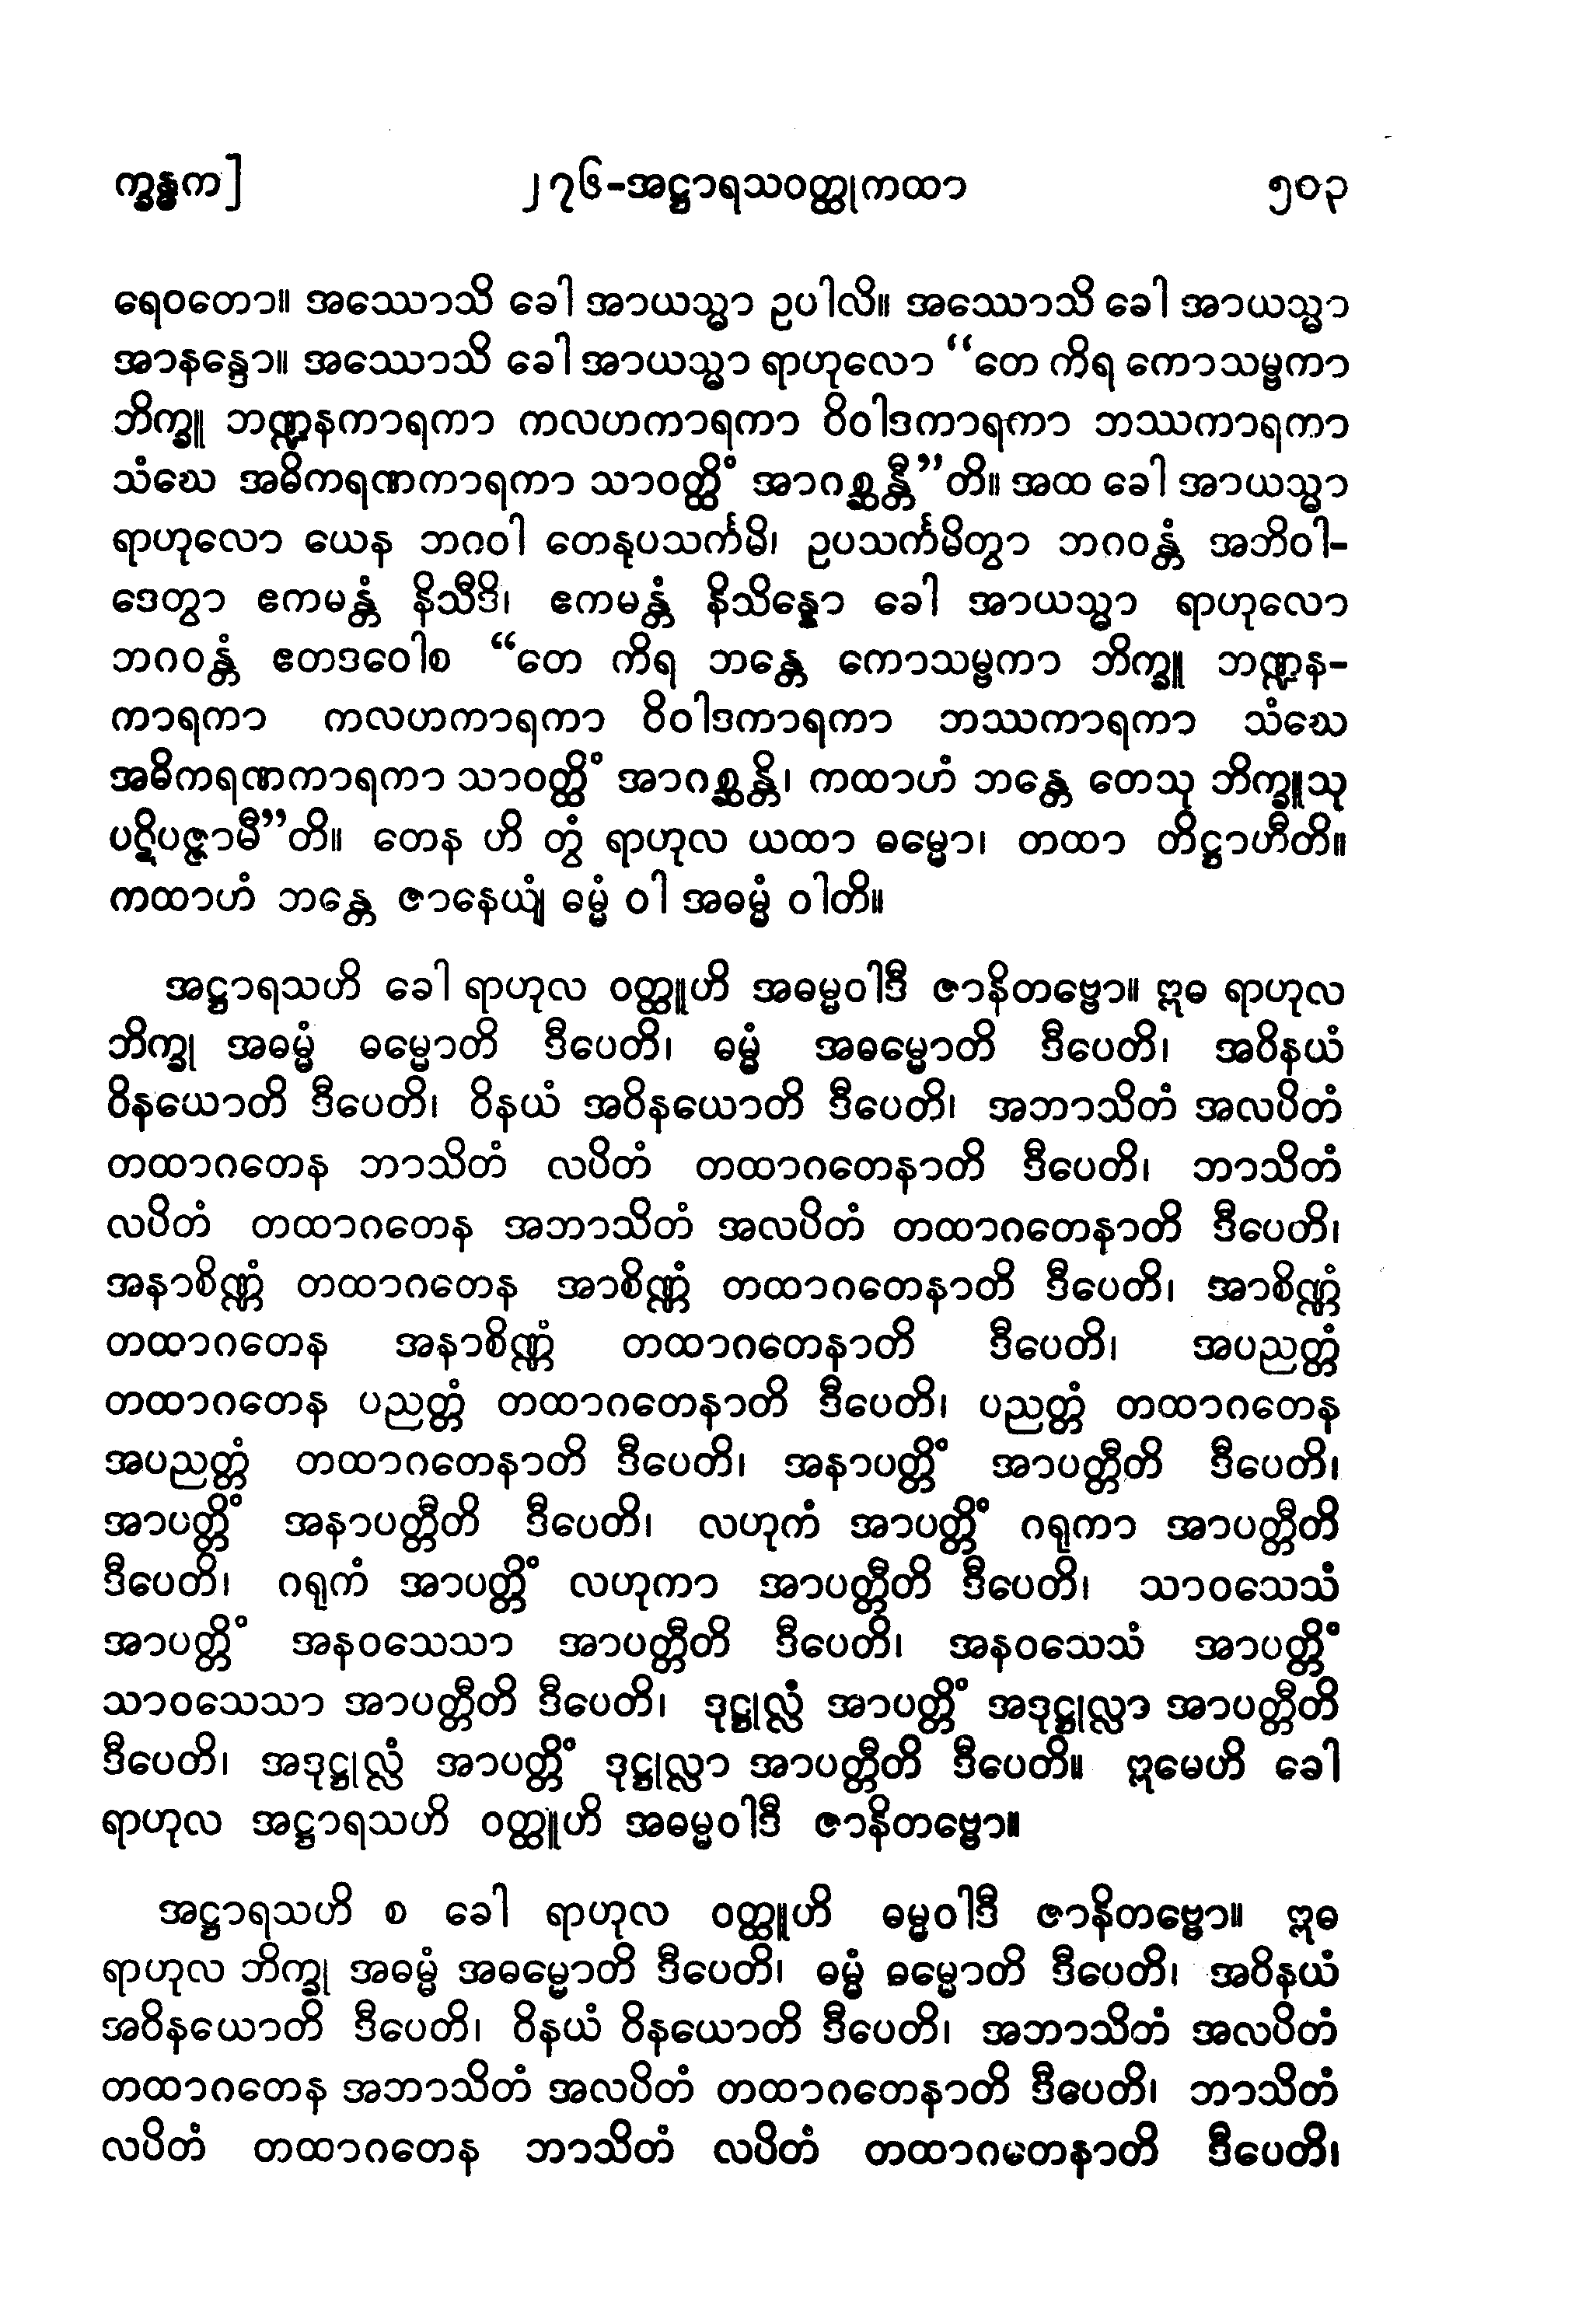 က္ခန္ဓက]
၂၇၆-အဋ္ဌာရသဝတ္ထုကထာ
၅၀၃
ရေဝတော။ အဿောသိ ခေါ အာယသ္မာ ဥပါလိ။ အဿောသိ ခေါ အာယသ္မာ
အာနန္ဒော။ အဿောသိ ခေါ အာယသ္မာ ရာဟုလော “တေ ကိရ ကောသမ္ဗကာ
ဘိက္ခူ ဘဏ္ဍနကာရကာ ကလဟကာရကာ ဝိဝါဒကာရကာ ဘဿကာရကာ
သံဃေ အဓိကရဏကာရကာ သာဝတ္ထိံ အာဂစ္ဆန္တီ”တိ။ အထ ခေါ အာယသ္မာ
ရာဟုလော ယေန ဘဂဝါ တေနုပသင်္ကမိ၊ ဥပသင်္ကမိတွာ ဘဂဝန္တံ အဘိဝါ-
ဒေတွာ ဧကမန္တံ နိသီဒိ၊ ဧကမန္တံ နိသိန္နော ခေါ အာယသ္မာ ရာဟုလော
ဘဂဝန္တံ ဧတဒဝေါစ “တေ ကိရ ဘန္တေ ကောသမ္ဗကာ ဘိက္ခူ ဘဏ္ဍန-
ကာရကာ ကလဟကာရကာ ဝိဝါဒကာရကာ ဘဿကာရကာ သံဃေ
အဓိကရဏကာရကာ သာဝတ္ထိံ အာဂစ္ဆန္တိ၊ ကထာဟံ ဘန္တေ တေသု ဘိက္ခူသု
ပဋိပဇ္ဇာမီ”တိ။ တေန ဟိ တွံ ရာဟုလ ယထာ ဓမ္မော၊ တထာ တိဋ္ဌာဟီတိ။
ကထာဟံ ဘန္တေ ဇာနေယျံ ဓမ္မံ ဝါ အဓမ္မံ ဝါတိ။
အဋ္ဌာရသဟိ ခေါ ရာဟုလ ဝတ္ထူဟိ အဓမ္မဝါဒီ ဇာနိတဗ္ဗော။ ဣဓ ရာဟုလ
ဘိက္ခု အဓမ္မံ ဓမ္မောတိ ဒီပေတိ၊ ဓမ္မံ အဓမ္မောတိ ဒီပေတိ၊ အဝိနယံ
ဝိနယောတိ ဒီပေတိ၊ ဝိနယံ အဝိနယောတိ ဒီပေတိ၊ အဘာသိတံ အလပိတံ
တထာဂတေန ဘာသိတံ လပိတံ တထာဂတေနာတိ ဒီပေတိ၊ ဘာသိတံ
လပိတံ တထာဂတေန အဘာသိတံ အလပိတံ တထာဂတေနာတိ ဒီပေတိ၊
အနာစိဏ္ဏံ တထာဂတေန အာစိဏ္ဏံ တထာဂတေနာတိ ဒီပေတိ၊ အာစိဏ္ဏံ
တထာဂတေန အနာစိဏ္ဏံ တထာဂတေနာတိ ဒီပေတိ၊ အပညတ္တံ
တထာဂတေန ပညတ္တံ တထာဂတေနာတိ ဒီပေတိ၊ ပညတ္တံ တထာဂတေန
အပညတ္တံ တထာဂတေနာတိ ဒီပေတိ၊ အနာပတ္တိံ အာပတ္တီတိ ဒီပေတိ၊
အာပတ္တိံ အနာပတ္တီတိ ဒီပေတိ၊ လဟုကံ အာပတ္တိံ ဂရုကာ အာပတ္တီတိ
ဒီပေတိ၊ ဂရုကံ အာပတ္တိံ လဟုကာ အာပတ္တီတိ ဒီပေတိ၊ သာဝသေသံ
အာပတ္တိံ အနဝသေသာ အာပတ္တီတိ ဒီပေတိ၊ အနဝသေသံ အာပတ္တိံ
သာဝသေသာ အာပတ္တီတိ ဒီပေတိ၊ ဒုဋ္ဌုလ္လံ အာပတ္တိံ အဒုဋ္ဌုလ္လာ အာပတ္တီတိ
ဒီပေတိ၊ အဒုဋ္ဌုလ္လံ အာပတ္တိံ ဒုဋ္ဌုလ္လာ အာပတ္တီတိ ဒီပေတိ။ ဣမေဟိ ခေါ
ရာဟုလ အဋ္ဌာရသဟိ ဝတ္ထူဟိ အဓမ္မဝါဒီ ဇာနိတဗ္ဗော။
အဋ္ဌာရသဟိ စ ခေါ ရာဟုလ ဝတ္ထူဟိ ဓမ္မဝါဒီ ဇာနိတဗ္ဗော။ ဣဓ
ရာဟုလ ဘိက္ခု အဓမ္မံ အဓမ္မောတိ ဒီပေတိ၊ ဓမ္မံ ဓမ္မောတိ ဒီပေတိ၊ အဝိနယံ
အဝိနယောတိ ဒီပေတိ၊ ဝိနယံ ဝိနယောတိ ဒီပေတိ၊ အဘာသိတံ အလပိတံ
တထာဂတေန အဘာသိတံ အလပိတံ တထာဂတေနာတိ ဒီပေတိ၊ ဘာသိတံ
လပိတံ တထာဂတေန ဘာသိတံ လပိတံ တထာဂတေနာတိ ဒီပေတိ၊